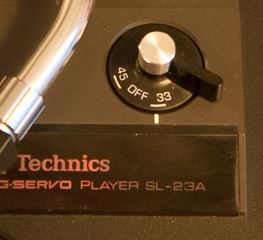 45 OFF 33
Technics
G-SERVO PLAYER SL-23A